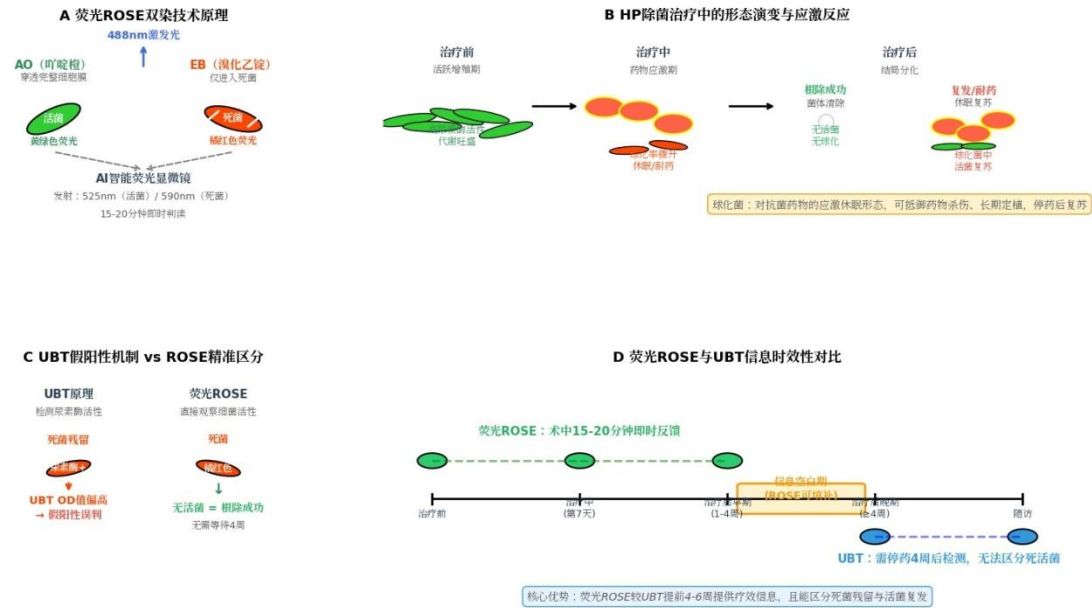 A 荧光ROSE双染技术原理
488nm激发光
AO（吖啶橙）
穿透完整细胞膜
EB（溴化乙锭）
仅进入死菌
活菌
死菌
黄绿色荧光
橘红色荧光
AI智能荧光显微镜
发射：525nm（活菌）/ 590nm（死菌）
15-20分钟即时判读
B HP除菌治疗中的形态演变与应激反应
治疗前
活跃增殖期
代谢旺盛
治疗中
药物应激期
球化率骤升
休眠/耐药
治疗后
结局分化
根除成功
菌体清除
无活菌
无球化
复发/耐药
休眠复苏
球化菌中
活菌复苏
球化菌：对抗菌药物的应激休眠形态，可抵御药物杀伤、长期定植，停药后复苏
C UBT假阳性机制 vs ROSE精准区分
UBT原理
检测尿素酶活性
死菌残留
尿素酶+
UBT OD值偏高
→ 假阳性误判
荧光ROSE
直接观察细菌活性
死菌
橘红色
无活菌 = 根除成功
无需等待4周
D 荧光ROSE与UBT信息时效性对比
荧光ROSE：术中15-20分钟即时反馈
信息空白期
(ROSE可填补)
治疗前
治疗中
(第7天)
(1-4周)
(≥4周)
随访
UBT：需停药4周后检测，无法区分死活菌
核心优势：荧光ROSE较UBT提前4-6周提供疗效信息，且能区分死菌残留与活菌复发